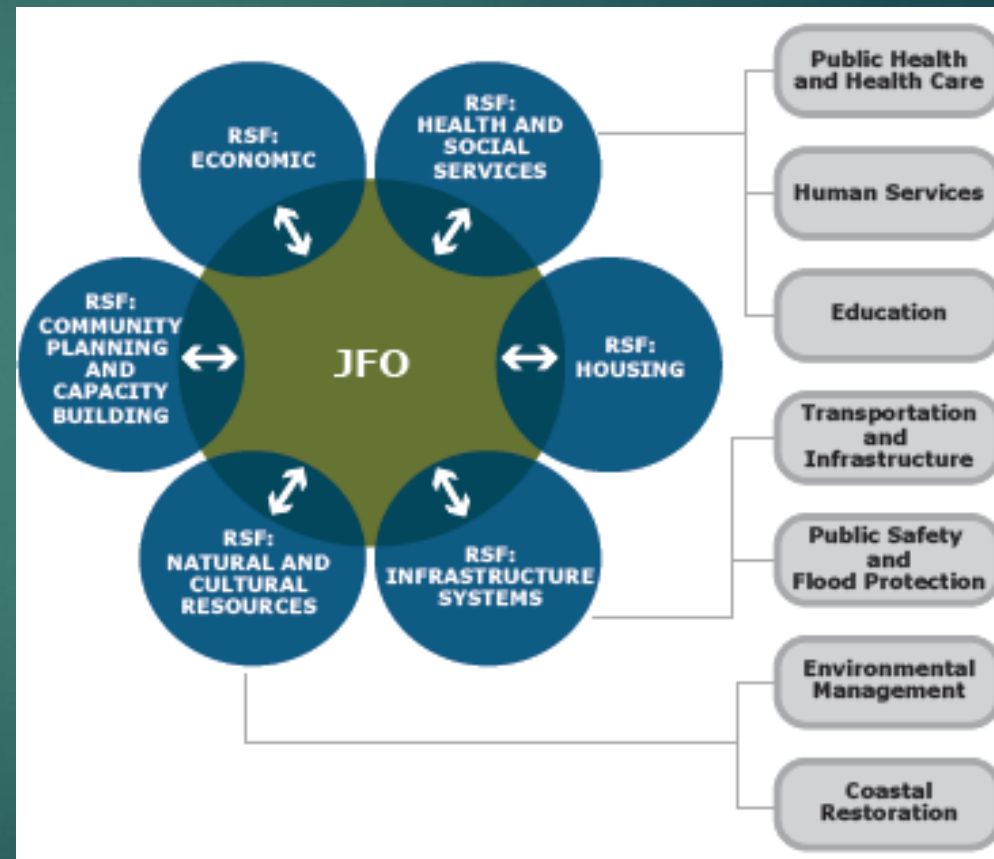 RSF:
ECONOMIC
RSF:
HEALTH AND
SOCIAL
SERVICES
RSF:
COMMUNITY
PLANNING
AND
CAPACITY
BUILDING
JFO
RSF:
HOUSING
RSF:
NATURAL AND
CULTURAL
RESOURCES
RSF:
INFRASTRUCTURE
SYSTEMS
Public Health
and Health Care
Human Services
Education
Transportation
and
Infrastructure
Public Safety
and
Flood Protection
Environmental
Management
Coastal
Restoration